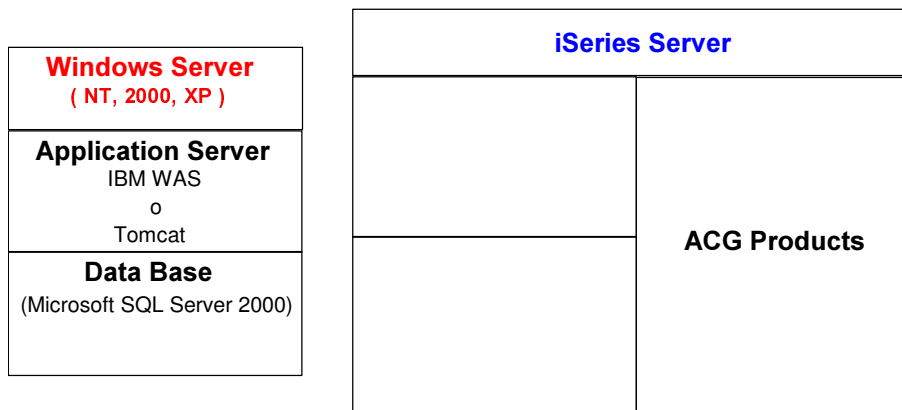 Windows Server
( NT, 2000, XP )
Application Server
IBM WAS
o
Tomcat
Data Base
(Microsoft SQL Server 2000)
iSeries Server
ACG Products